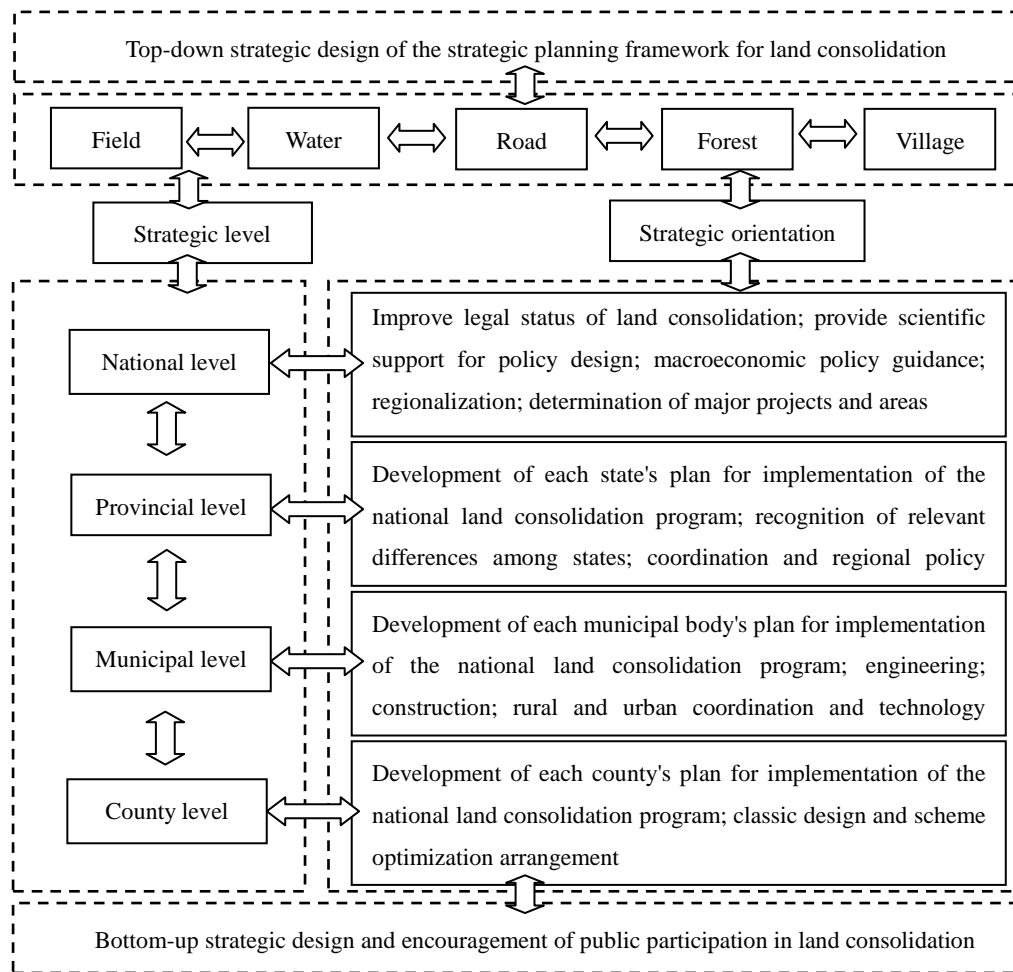 Top-down strategic design of the strategic planning framework for land consolidation
Field
Water
Road
Forest
Village
Strategic level
Strategic orientation
National level
Improve legal status of land consolidation; provide scientific
support for policy design; macroeconomic policy guidance;
regionalization; determination of major projects and areas
Provincial level
Development of each state's plan for implementation of the
national land consolidation program; recognition of relevant
differences among states; coordination and regional policy
Municipal level
Development of each municipal body's plan for implementation
of the national land consolidation program; engineering;
construction; rural and urban coordination and technology
County level
Development of each county's plan for implementation of the
national land consolidation program; classic design and scheme
optimization arrangement
Bottom-up strategic design and encouragement of public participation in land consolidation